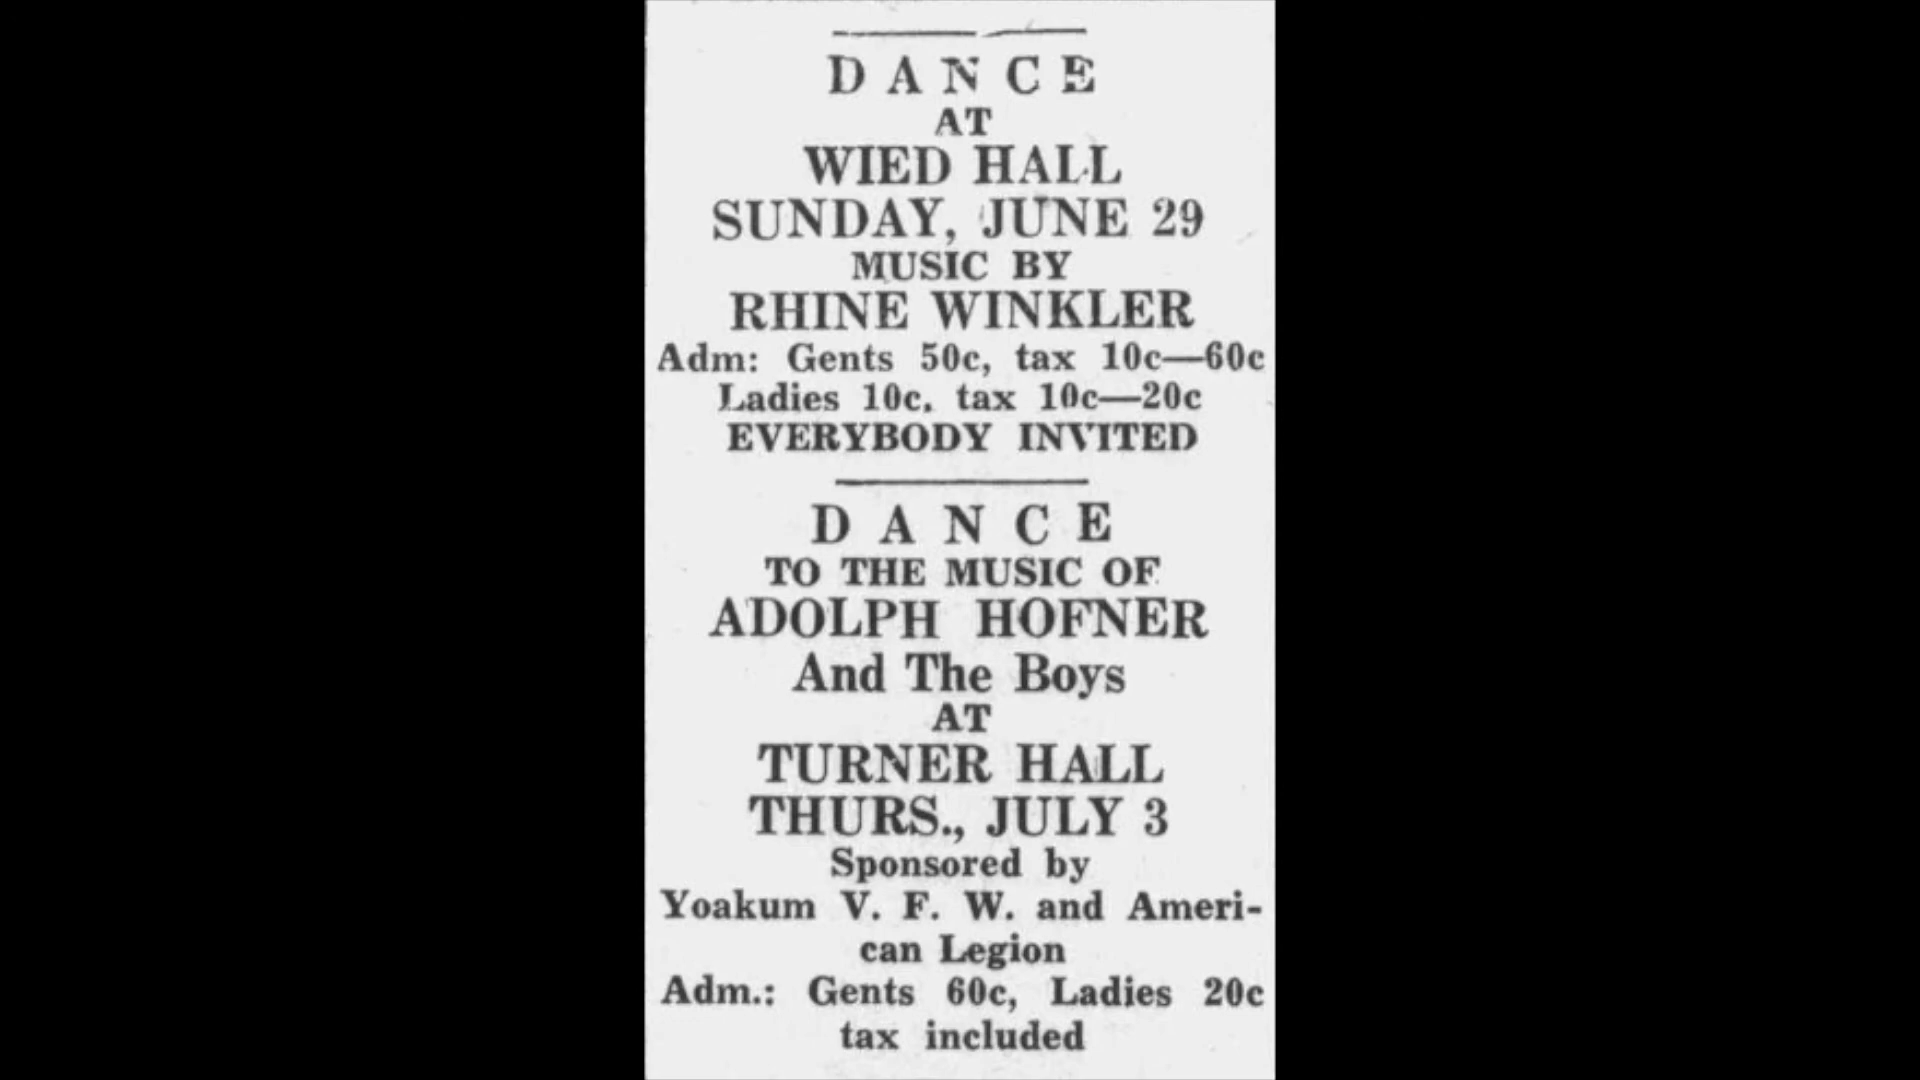 DANCE
AT
WIED HALL
SUNDAY, JUNE 29
MUSIC BY
RHINE WINKLER
Adm: Gents 50c, tax 10c—60c
Ladies 10c, tax 10c—20c
EVERYBODY INVITED
DANCE
TO THE MUSIC OF
ADOLPH HOFNER
And The Boys
AT
TURNER HALL
THURS., JULY 3
Sponsored by
Yoakum V. F. W. and Ameri-
can Legion
Adm.: Gents 60c, Ladies 20c
tax included